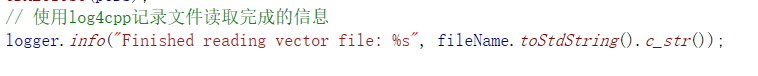 // 使用log4cpp记录文件读取完成的信息
logger.info("Finished reading vector file: %s", fileName.toStdString().c_str());